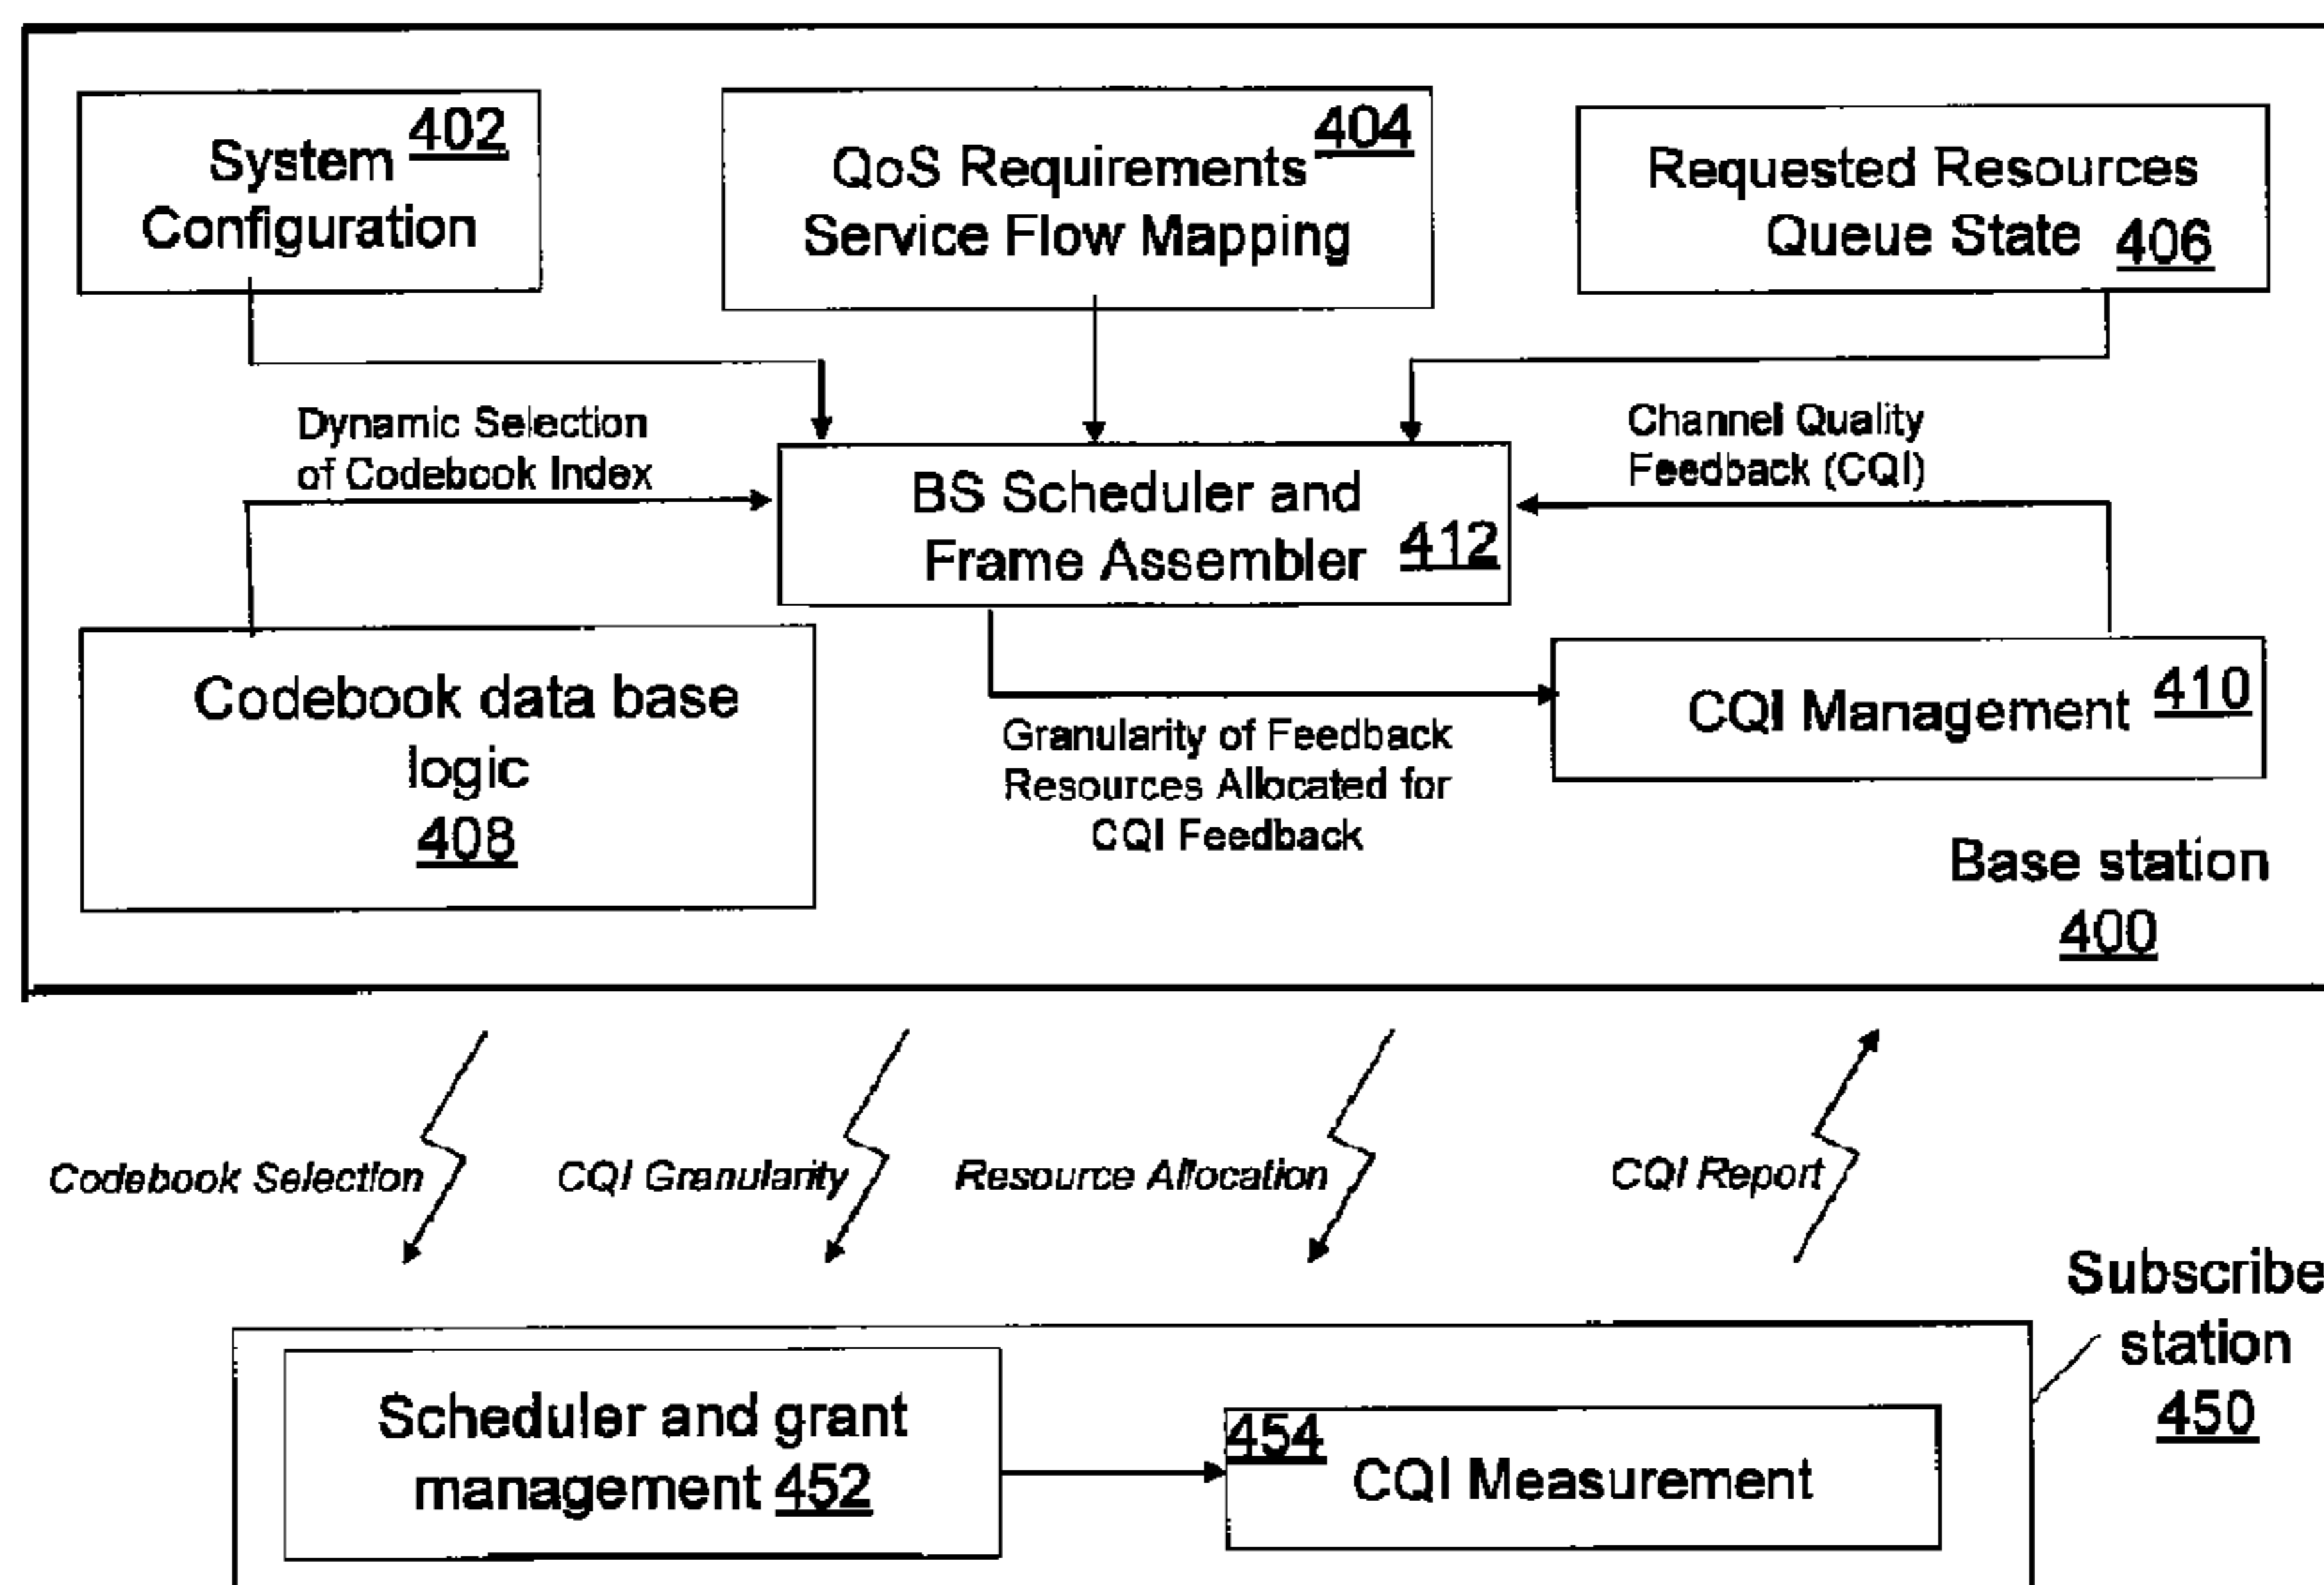 System 402
Configuration
QoS Requirements 404
Service Flow Mapping
Requested Resources
Queue State 406
Dynamic Selection
of Codebook Index
BS Scheduler and
Frame Assembler 412
Channel Quality
Feedback (CQI)
Codebook data base
logic
408
Granularity of Feedback
Resources Allocated for
CQI Feedback
CQI Management 410
Base station
400
Codebook Selection
CQI Granularity
Resource Allocation
CQI Report
Subscribe
station
450
Scheduler and grant
management 452
454
CQI Measurement